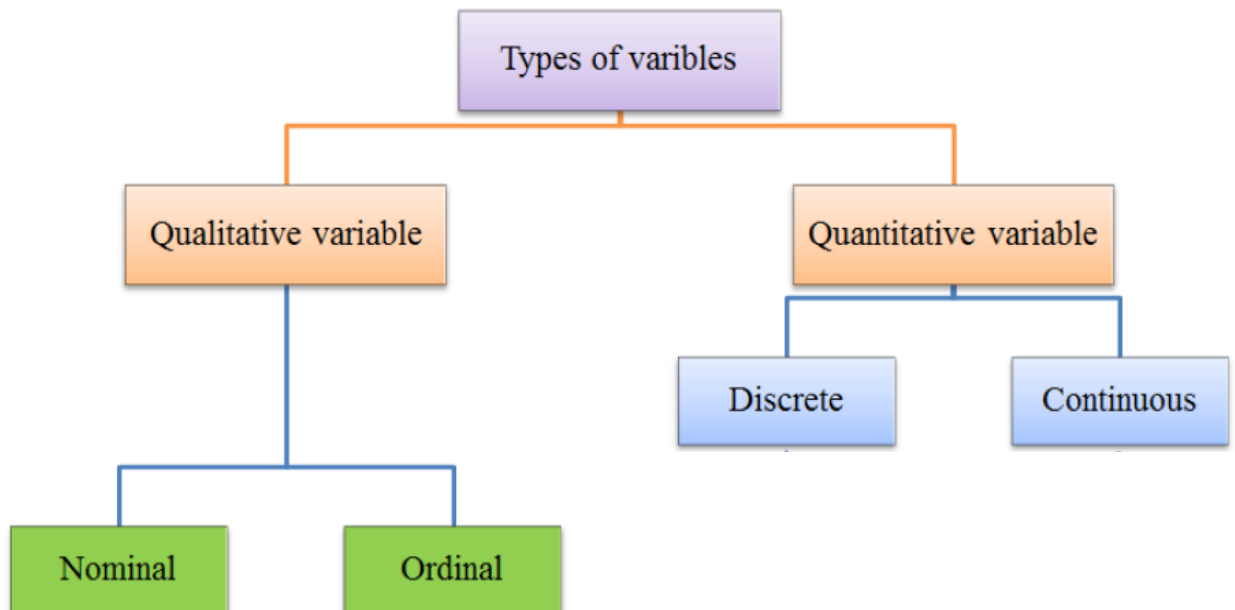 Types of varibles
Qualitative variable
Quantitative variable
Discrete
Continuous
Nominal
Ordinal